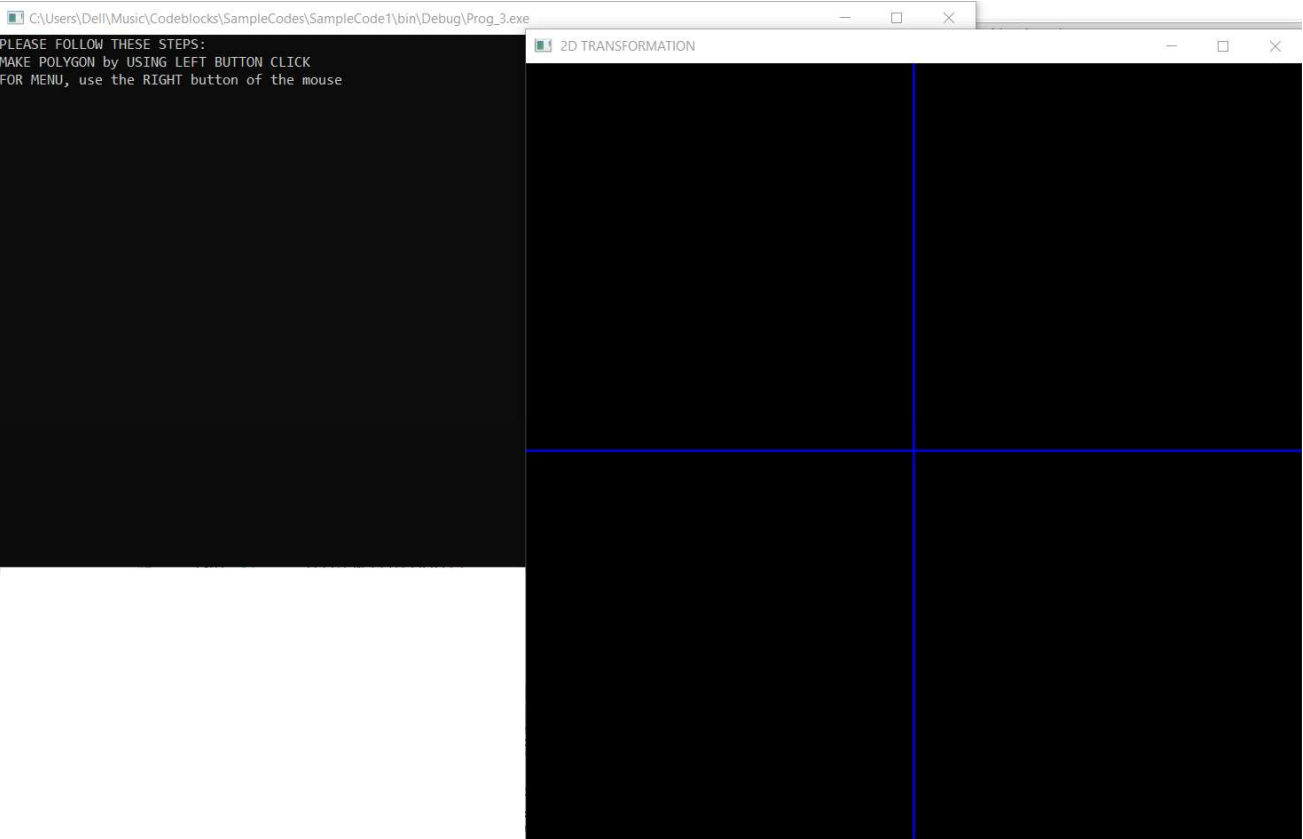 C:\Users\Dell\Music\Codeblocks\SampleCodes\SampleCode1\bin\Debug\Prog_3.exe
PLEASE FOLLOW THESE STEPS:
MAKE POLYGON by USING LEFT BUTTON CLICK
FOR MENU, use the RIGHT button of the mouse
2D TRANSFORMATION